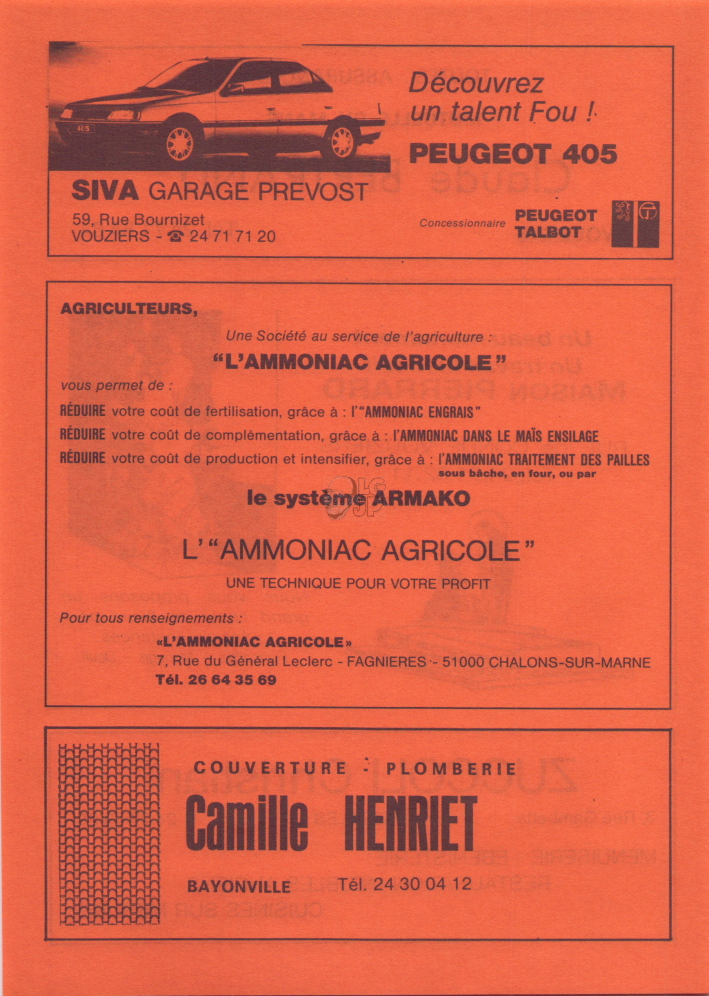 Découvrez
un talent Fou !
PEUGEOT 405
405
SIVA GARAGE PREVOST
59, Rue Bournizet
VOUZIERS - ☎ 24 71 71 20
Concessionnaire PEUGEOT
TALBOT
AGRICULTEURS,
Une Société au service de l'agriculture :
“L'AMMONIAC AGRICOLE”
vous permet de :
RÉDUIRE votre coût de fertilisation, grâce à : l'“AMMONIAC ENGRAIS”
RÉDUIRE votre coût de complémentation, grâce à : l'AMMONIAC DANS LE MAÏS ENSILAGE
RÉDUIRE votre coût de production et intensifier, grâce à : l'AMMONIAC TRAITEMENT DES PAILLES
sous bâche, en four, ou par
le système ARMAKO
L'“AMMONIAC AGRICOLE”
UNE TECHNIQUE POUR VOTRE PROFIT
Pour tous renseignements :
«L'AMMONIAC AGRICOLE»
7, Rue du Général Leclerc - FAGNIERES - 51000 CHALONS-SUR-MARNE
Tél. 26 64 35 69
COUVERTURE - PLOMBERIE
Camille HENRIET
BAYONVILLE Tél. 24 30 04 12